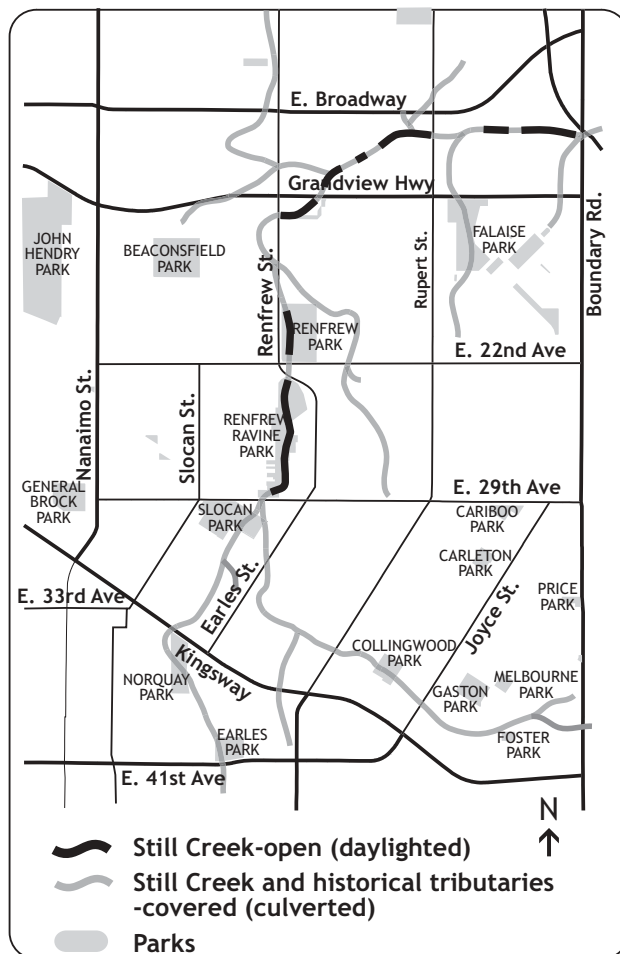 E. Broadway
Grandview Hwy
JOHN
HENDRY
PARK
BEACONSFIELD
PARK
Renfrew St.
Rupert St.
FALAISE
PARK
Boundary Rd.
RENFREW
PARK
E. 22nd Ave
Nanaimo St.
Slocan St.
RENFREW
RAVINE
PARK
GENERAL
BROCK
PARK
SLOCAN
PARK
E. 29th Ave
CARIBOO
PARK
CARLETON
PARK
Earles St.
Joyce St.
PRICE
PARK
E. 33rd Ave
Kingsway
COLLINGWOOD
PARK
NORQUAY
PARK
GASTON
PARK
MELBOURNE
PARK
EARLES
PARK
FOSTER
PARK
E. 41st Ave
N
Still Creek-open (daylighted)
Still Creek and historical tributaries
-covered (culverted)
Parks